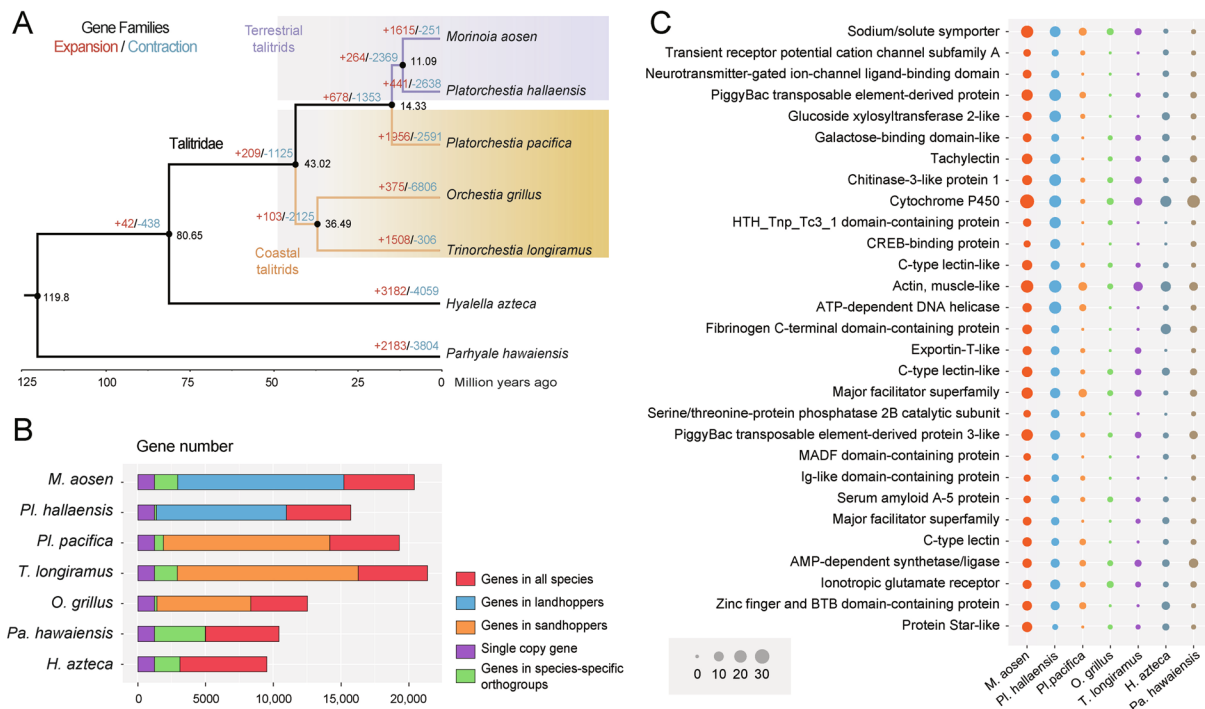 A
Gene Families
Expansion / Contraction
Terrestrial
talitrids
+1615/-251
Morinoia aosen
+264/-2369
11.09
+441/-2638
Platorchestia hallaensis
+678/-1353
14.33
+1956/-2591
Platorchestia pacifica
Talitridae
+209/-1125
43.02
+375/-6806
Orchestia grillus
+103/-2125
36.49
+1508/-306
Trinorchestia longiramus
Coastal
talitrids
+42/-438
80.65
+3182/-4059
Hyalella azteca
119.8
+2183/-3804
Parhyale hawaiensis
125 75 50 25 0 Million years ago
B
Gene number
M. aosen
Pl. hallaensis
Pl. pacifica
T. longiramus
O. grillus
Pa. hawaiensis
H. azteca
0 5000 10,000 15,000 20,000
Genes in all species
Genes in landhoppers
Genes in sandhoppers
Single copy gene
Genes in species-specific
orthogroups
C
Sodium/solute symporter
Transient receptor potential cation channel subfamily A
Neurotransmitter-gated ion-channel ligand-binding domain
PiggyBac transposable element-derived protein
Glucoside xylosyltransferase 2-like
Galactose-binding domain-like
Tachylectin
Chitinase-3-like protein 1
Cytochrome P450
HTH_Tnp_Tc3_1 domain-containing protein
CREB-binding protein
C-type lectin-like
Actin, muscle-like
ATP-dependent DNA helicase
Fibrinogen C-terminal domain-containing protein
Exportin-T-like
C-type lectin-like
Major facilitator superfamily
Serine/threonine-protein phosphatase 2B catalytic subunit
PiggyBac transposable element-derived protein 3-like
MADF domain-containing protein
Ig-like domain-containing protein
Serum amyloid A-5 protein
Major facilitator superfamily
C-type lectin
AMP-dependent synthetase/ligase
Ionotropic glutamate receptor
Zinc finger and BTB domain-containing protein
Protein Star-like
0 10 20 30
M. aosen
Pl. hallaensis
Pl.pacifica
O. grillus
T. longiramus
H. azteca
Pa. hawaiensis